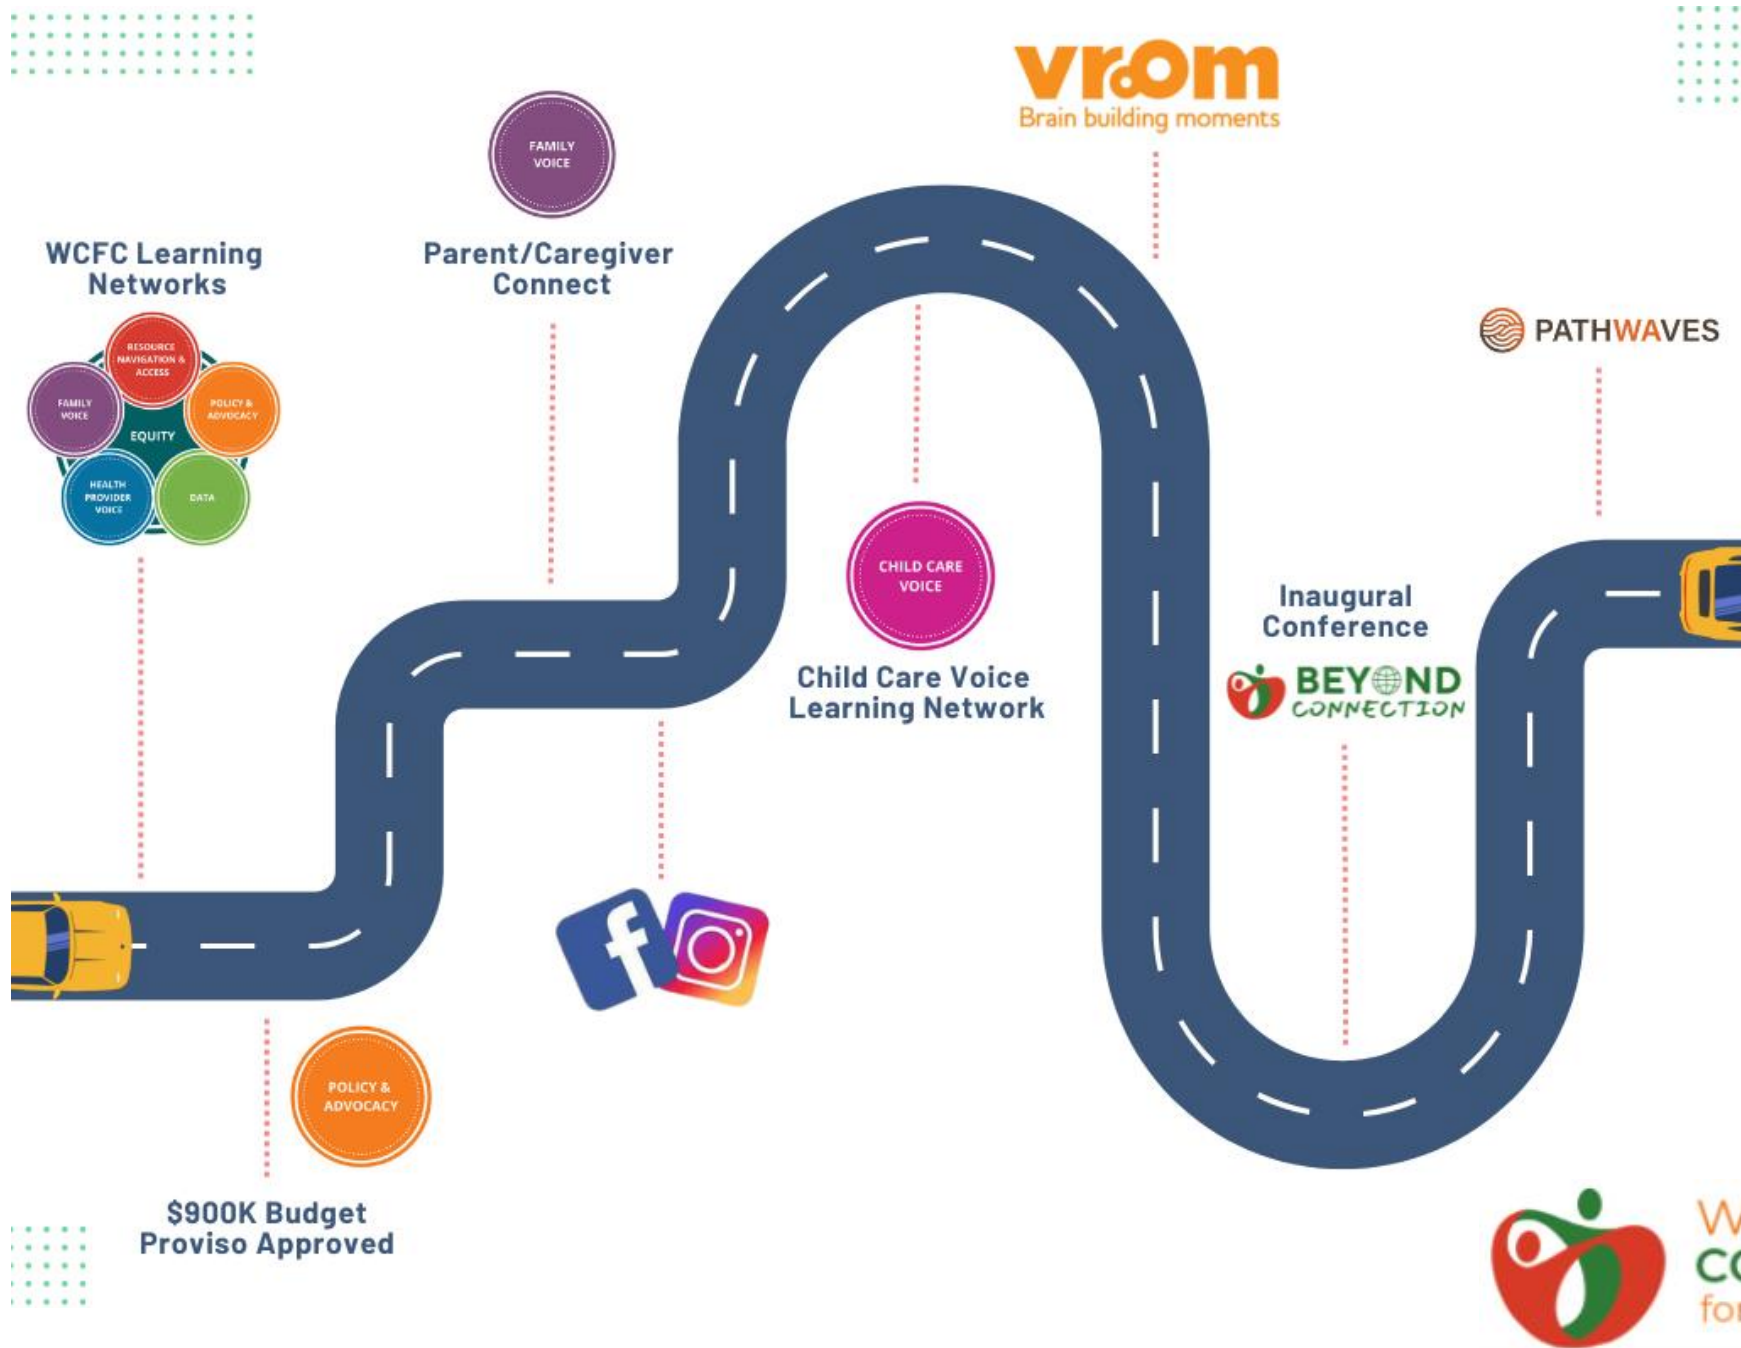 vroom
Brain building moments
FAMILY
VOICE
WCFC Learning
Networks
Parent/Caregiver
Connect
RESOURCE
NAVIGATION &
ACCESS
FAMILY
VOICE
POLICY &
ADVOCACY
EQUITY
HEALTH
PROVIDER
VOICE
DATA
PATHWAVES
CHILD CARE
VOICE
Child Care Voice
Learning Network
Inaugural
Conference
BEYOND
CONNECTION
f
POLICY &
ADVOCACY
$900K Budget
Proviso Approved
W
CO
for